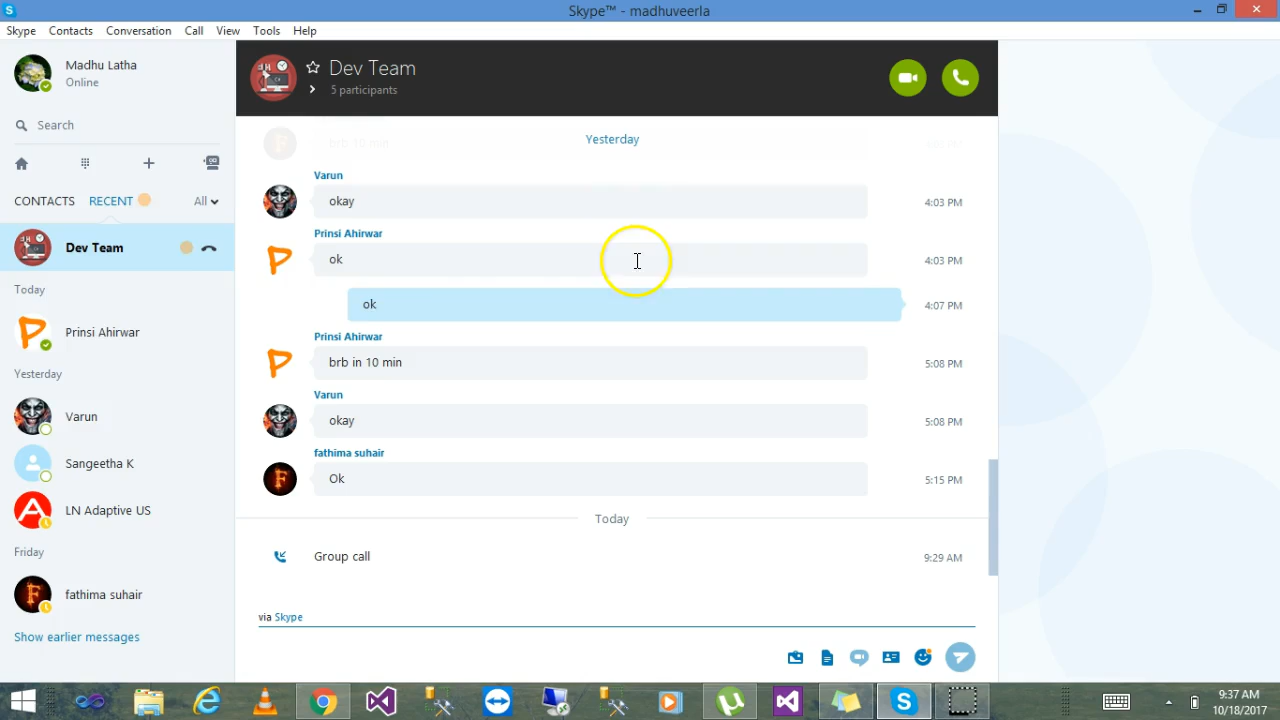 Skype™ - madhuveerla
Skype Contacts Conversation Call View Tools Help
Madhu Latha
Online
Search
CONTACTS RECENT All
Dev Team
Today
Prinsi Ahirwar
Yesterday
Varun
Sangeetha K
LN Adaptive US
Friday
fathima suhair
Show earlier messages
Dev Team
5 participants
brb 10 min
Yesterday
Varun
okay 4:03 PM
Prinsi Ahirwar
ok 4:03 PM
ok 4:07 PM
Prinsi Ahirwar
brb in 10 min 5:08 PM
Varun
okay 5:08 PM
fathima suhair
Ok 5:15 PM
Today
Group call 9:29 AM
via Skype
9:37 AM
10/18/2017